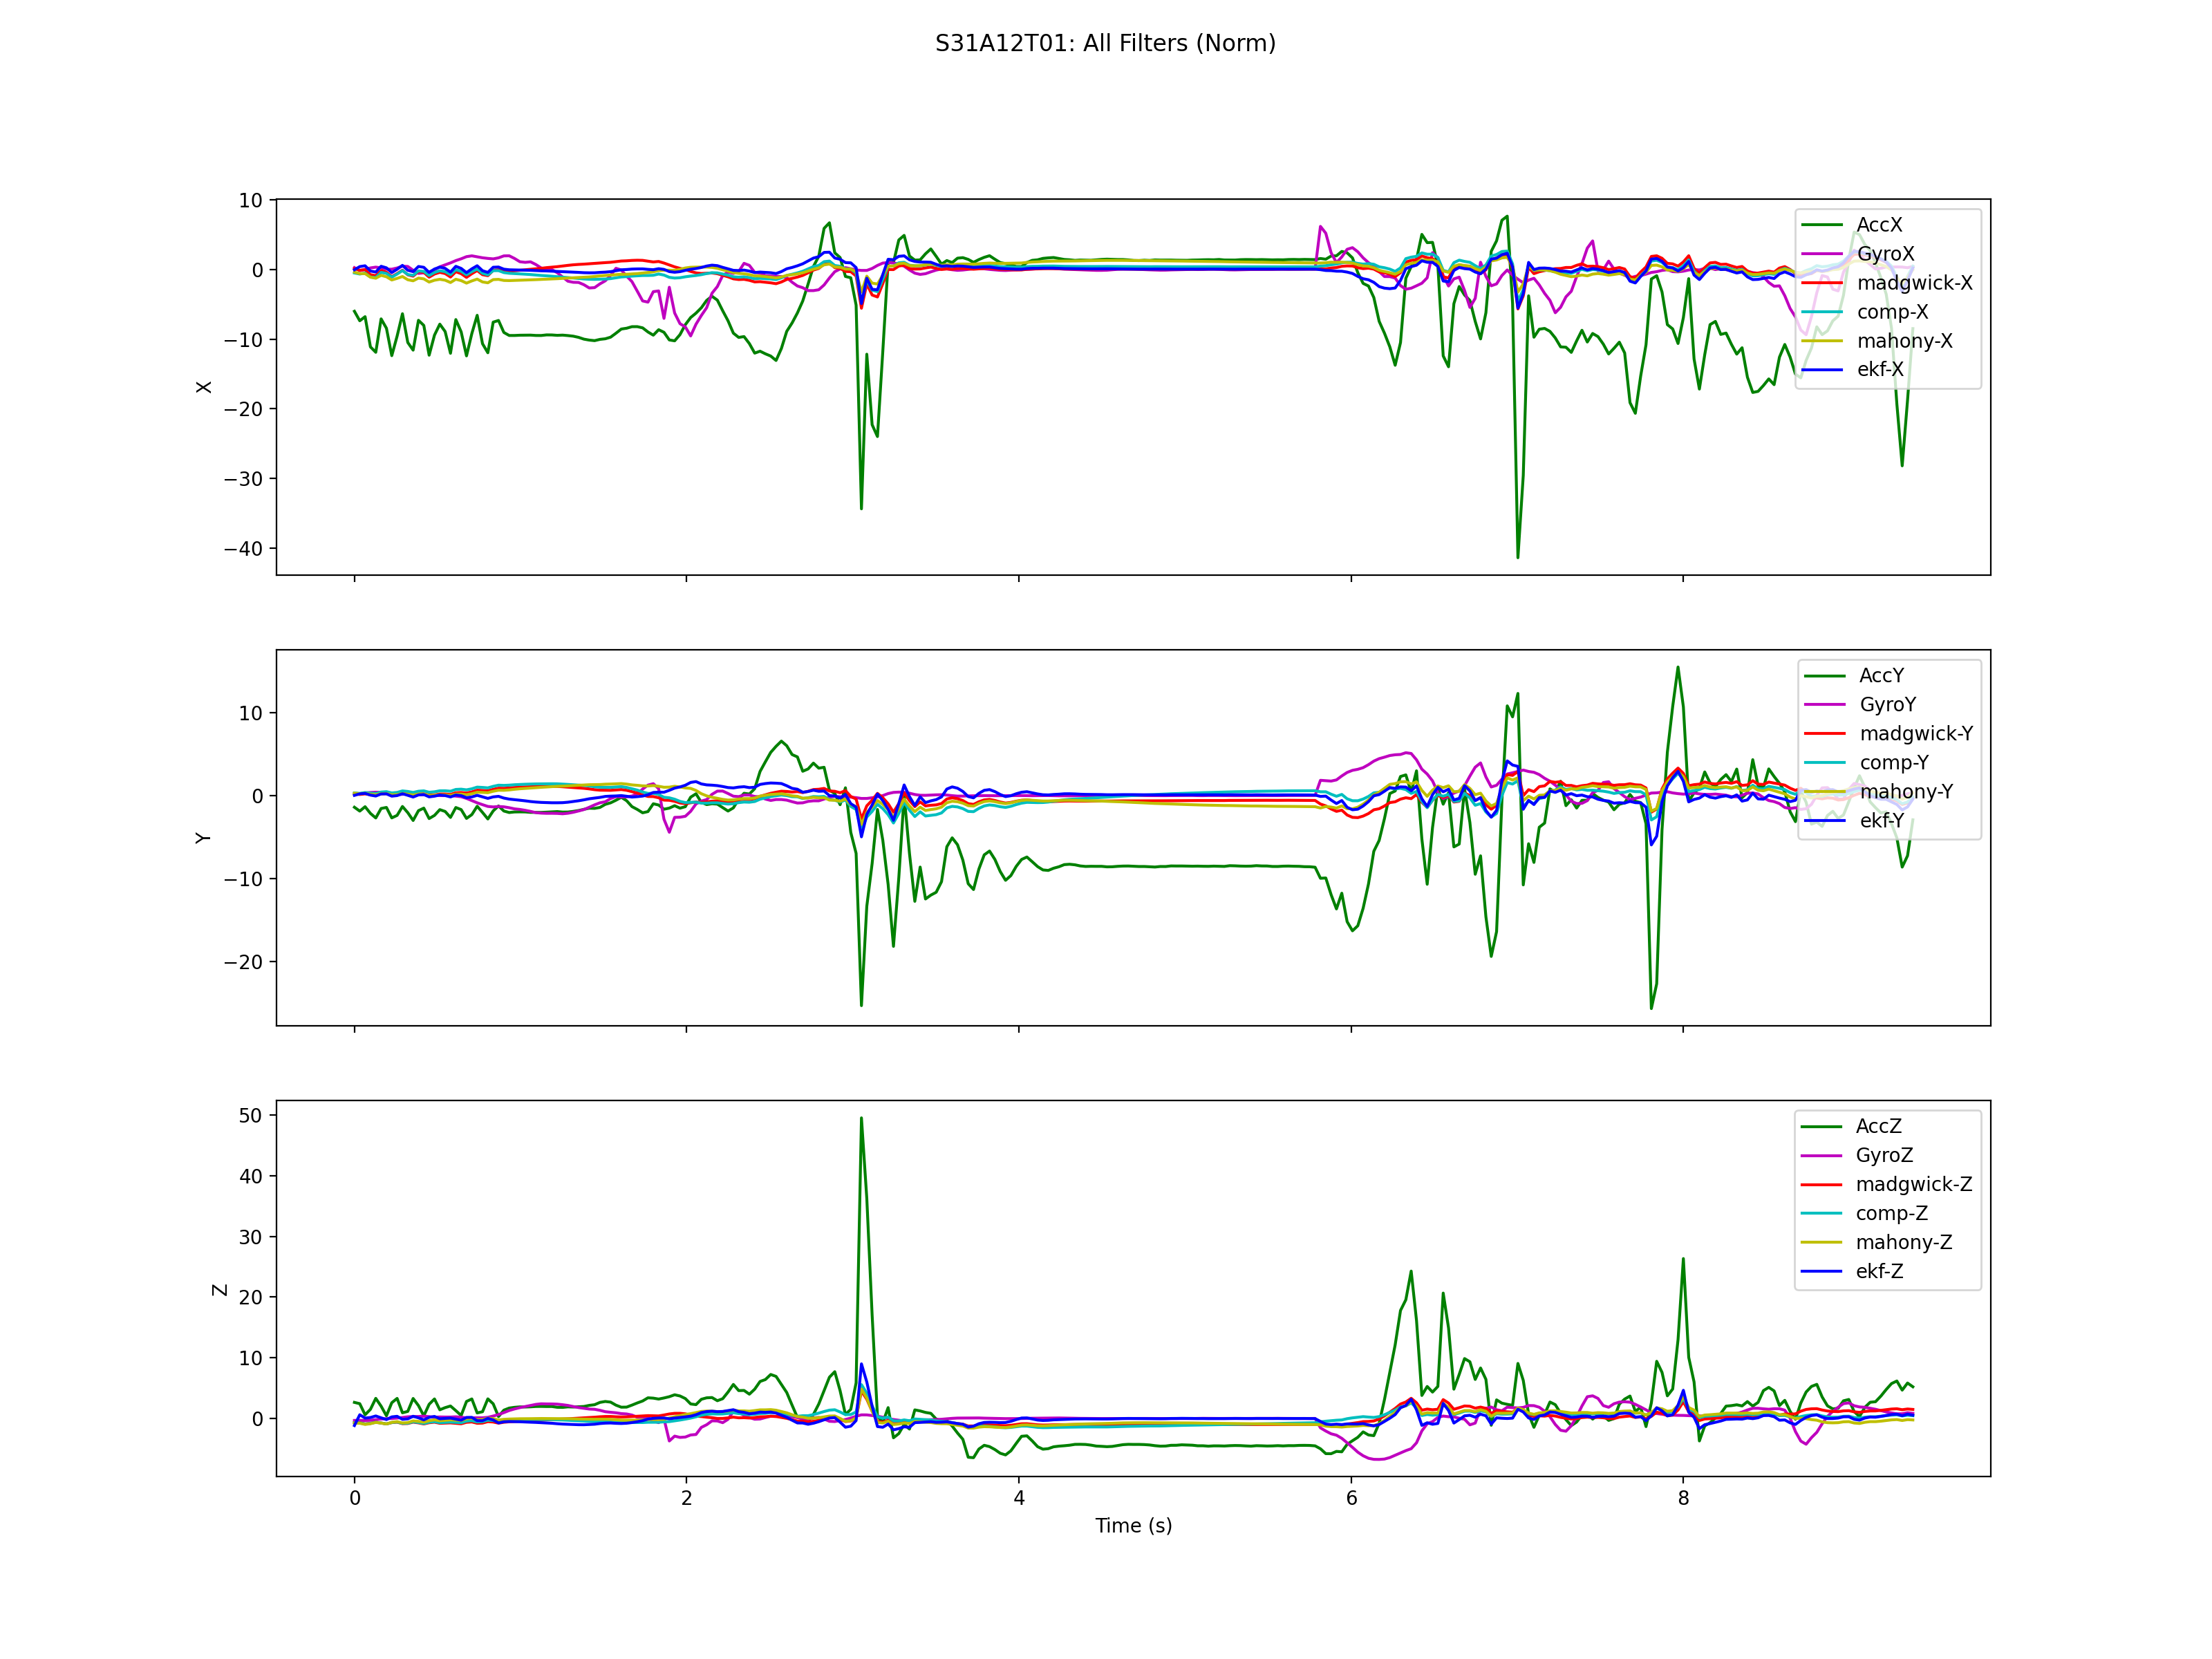 S31A12T01: All Filters (Norm)
10
0
−10
−20
−30
−40
X
AccX
GyroX
madgwick-X
comp-X
mahony-X
ekf-X
10
0
−10
−20
Y
AccY
GyroY
madgwick-Y
comp-Y
mahony-Y
ekf-Y
50
40
30
20
10
0
Z
AccZ
GyroZ
madgwick-Z
comp-Z
mahony-Z
ekf-Z
0 2 4 6 8
Time (s)